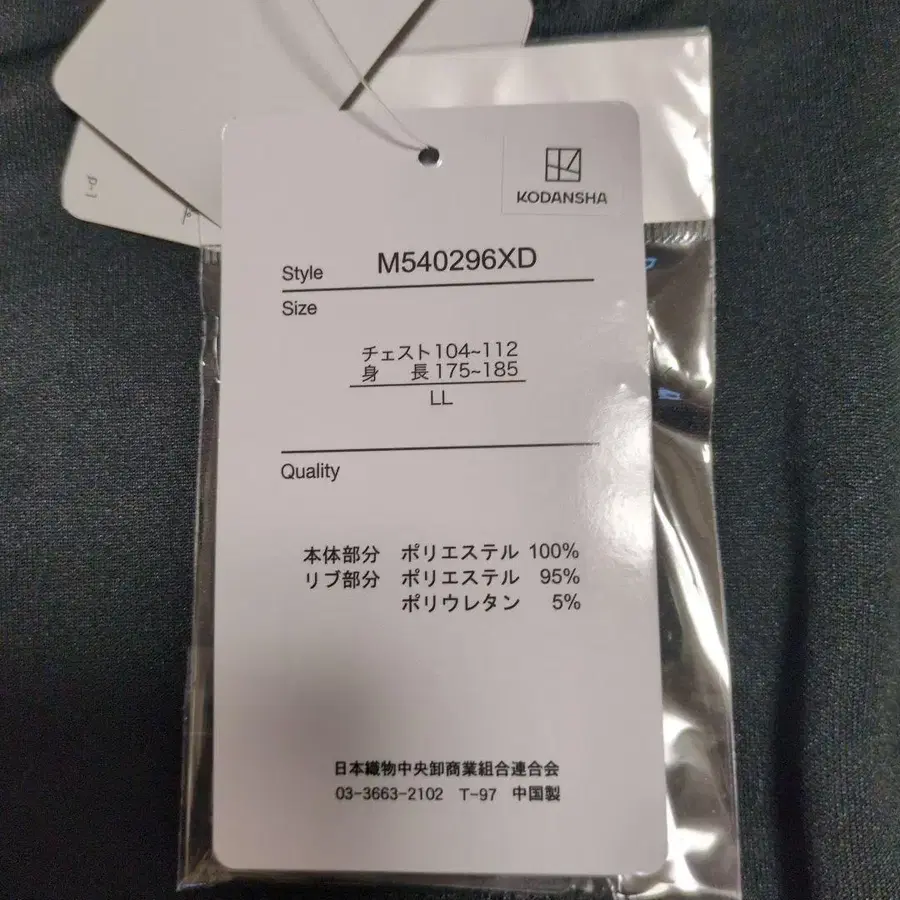 KODANSHA
Style M540296XD
Size
チェスト104~112
身 長175~185
LL
Quality
本体部分 ポリエステル 100%
リブ部分 ポリエステル 95%
ポリウレタン 5%
日本織物中央卸商業組合連合会
03-3663-2102 T-97 中国製